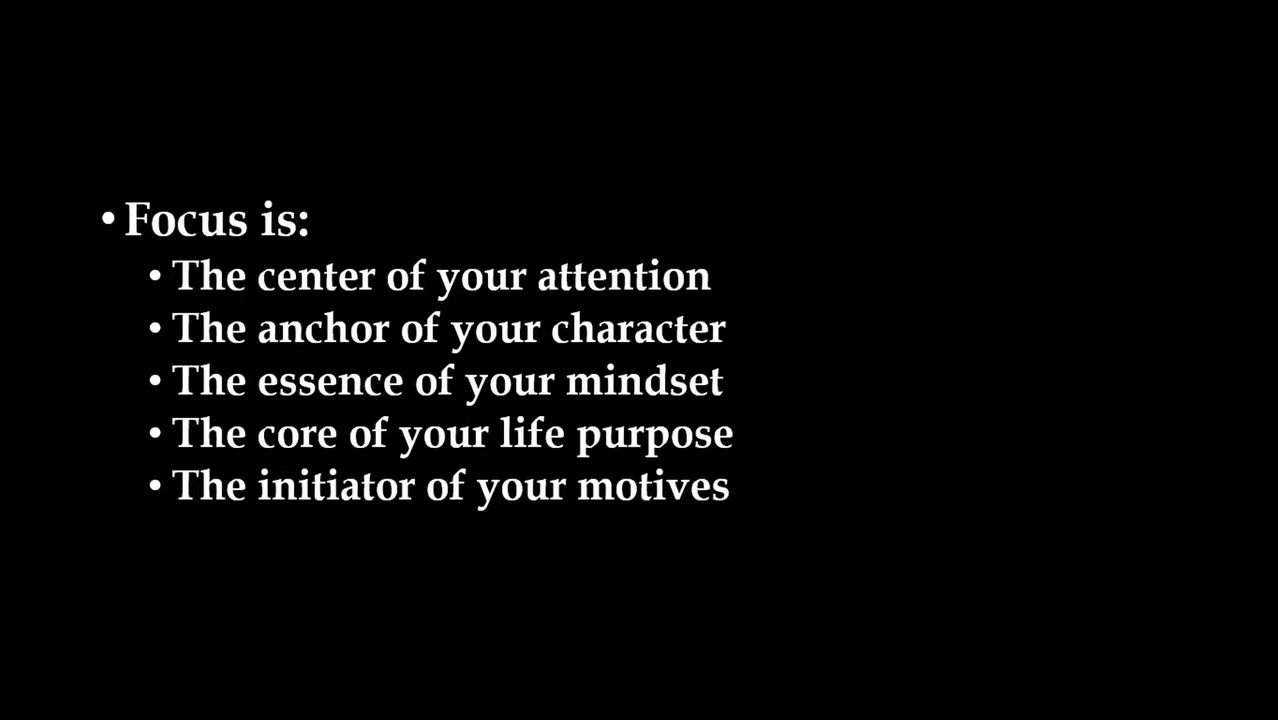 • Focus is:
• The center of your attention
• The anchor of your character
• The essence of your mindset
• The core of your life purpose
• The initiator of your motives